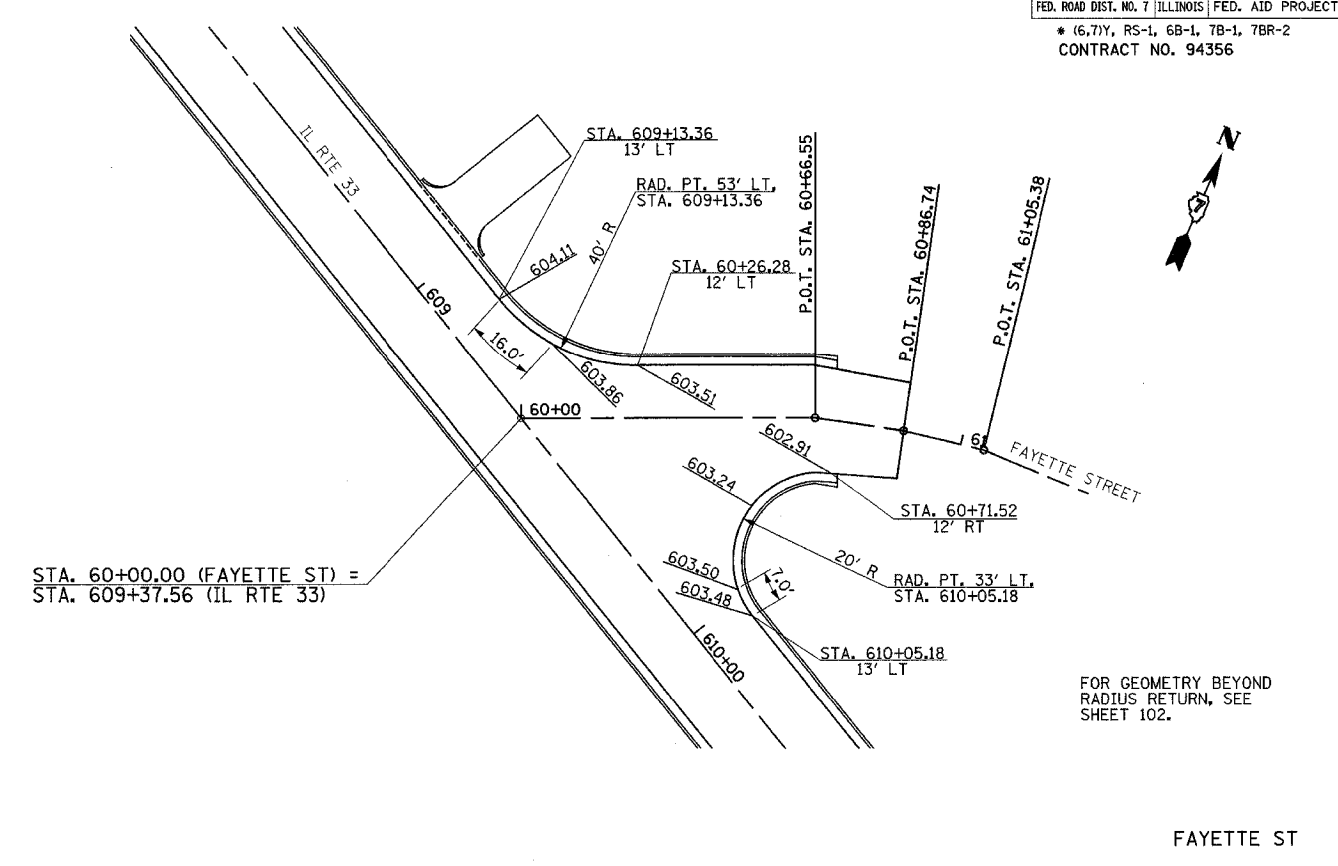 FED. ROAD DIST. NO. 7 ILLINOIS FED. AID PROJECT
* (6,7)Y, RS-1, 6B-1, 7B-1, 7BR-2
CONTRACT NO. 94356
N
7
IL RTE 33
STA. 609+13.36
13' LT
RAD. PT. 53' LT,
STA. 609+13.36
604.11
40' R
STA. 60+26.28
12' LT
P.O.T. STA. 60+66.55
P.O.T. STA. 60+86.74
P.O.T. STA. 61+05.38
609
16.0'
603.86
603.51
60+00
602.91
603.24
61
FAYETTE STREET
STA. 60+71.52
12' RT
603.50
603.48
7.0'
20' R
RAD. PT. 33' LT,
STA. 610+05.18
STA. 60+00.00 (FAYETTE ST) =
STA. 609+37.56 (IL RTE 33)
610+00
STA. 610+05.18
13' LT
FOR GEOMETRY BEYOND
RADIUS RETURN, SEE
SHEET 102.
FAYETTE ST